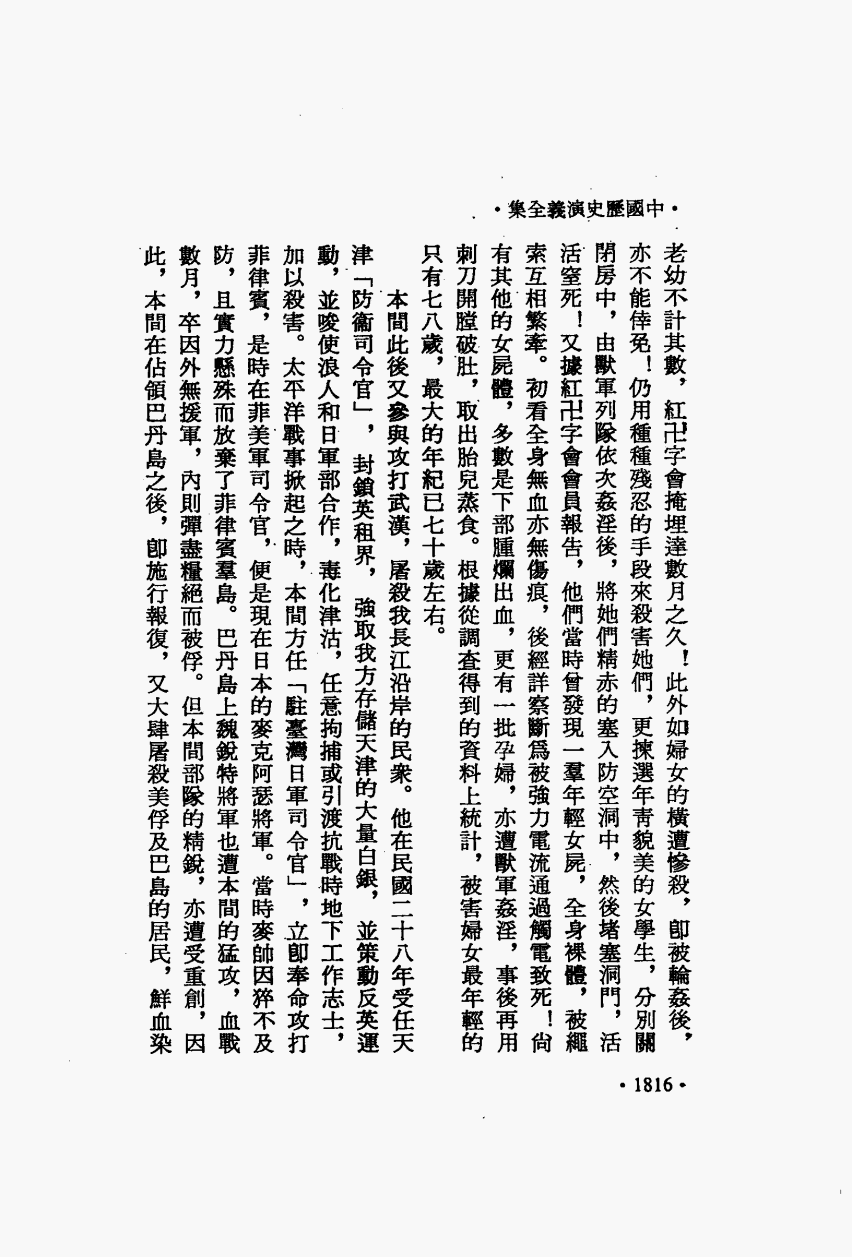 •中國歷史演義全集•
老幼不計其數，紅卍字會掩埋達數月之久！此外如婦女的橫遭慘殺，卽被輪姦後，
亦不能倖免！仍用種種殘忍的手段來殺害她們，更揀選年靑貌美的女學生，分別關
閉房中，由獸軍列隊依次姦淫後，將她們精赤的塞入防空洞中，然後堵塞洞門，活
活窒死！又據紅卍字會會員報告，他們當時曾發現一羣年輕女屍，全身裸體，被繩
索互相繫牽。初看全身無血亦無傷痕，後經詳察斷爲被強力電流通過觸電致死！尙
有其他的女屍體，多數是下部腫爛出血，更有一批孕婦，亦遭獸軍姦淫，事後再用
刺刀開膛破肚，取出胎兒蒸食。根據從調查得到的資料上統計，被害婦女最年輕的
只有七八歲，最大的年紀已七十歲左右。
本間此後又參與攻打武漢，屠殺我長江沿岸的民衆。他在民國二十八年受任天
津「防衞司令官」，封鎖英租界，強取我方存儲天津的大量白銀，並策動反英運
動，並唆使浪人和日軍部合作，毒化津沽，任意拘捕或引渡抗戰時地下工作志士，
加以殺害。太平洋戰事掀起之時，本間方任「駐臺灣日軍司令官」，立卽奉命攻打
菲律賓，是時在菲美軍司令官，便是現在日本的麥克阿瑟將軍。當時麥帥因猝不及
防，且實力懸殊而放棄了菲律賓羣島。巴丹島上魏銳特將軍也遭本間的猛攻，血戰
數月，卒因外無援軍，內則彈盡糧絕而被俘。但本間部隊的精銳，亦遭受重創，因
此，本間在佔領巴丹島之後，卽施行報復，又大肆屠殺美俘及巴島的居民，鮮血染
•1816•